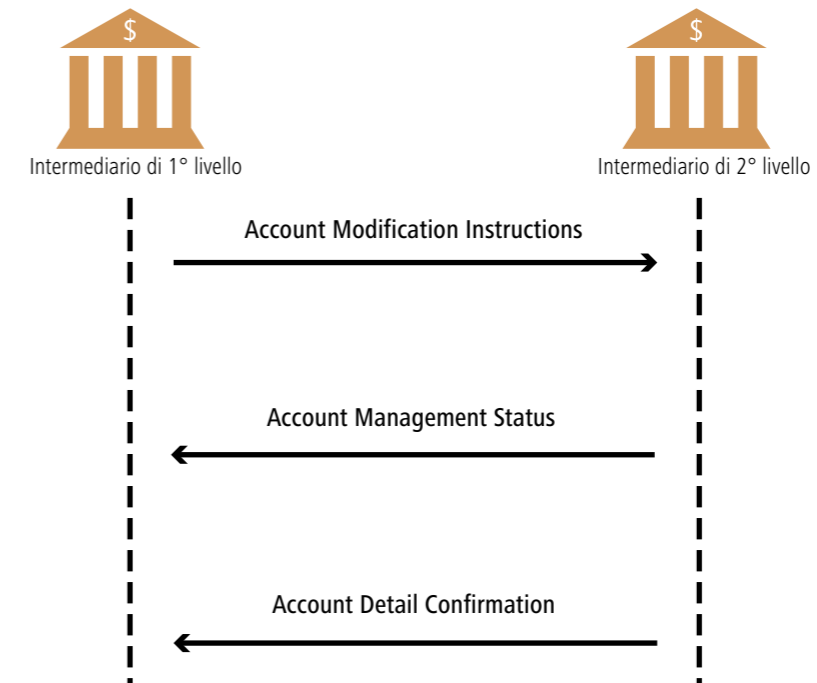 $
$
Intermediario di 1° livello
Intermediario di 2° livello
Account Modification Instructions
Account Management Status
Account Detail Confirmation